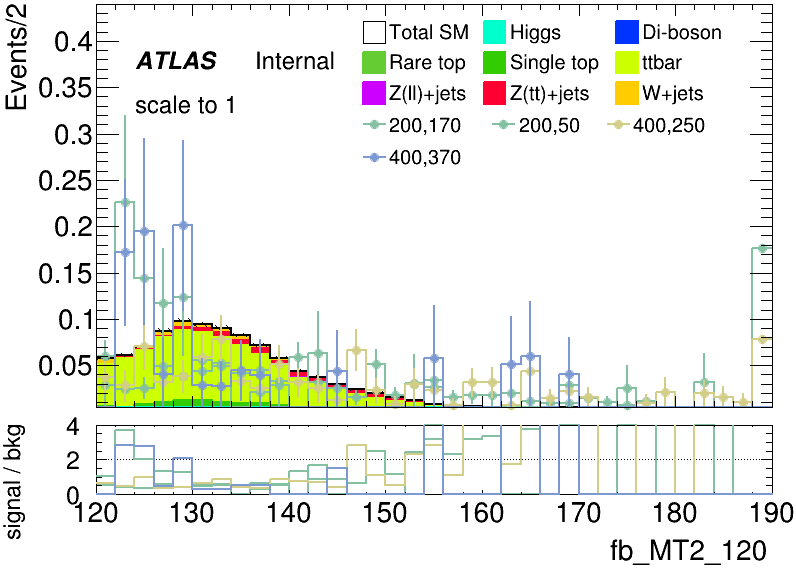 Events/2
0.4
0.35
0.3
0.25
0.2
0.15
0.1
0.05
ATLAS Internal
scale to 1
Total SM Higgs Di-boson
Rare top Single top ttbar
Z(ll)+jets Z(tt)+jets W+jets
200,170 200,50 400,250
400,370
signal / bkg
4
2
0
120 130 140 150 160 170 180 190
fb_MT2_120